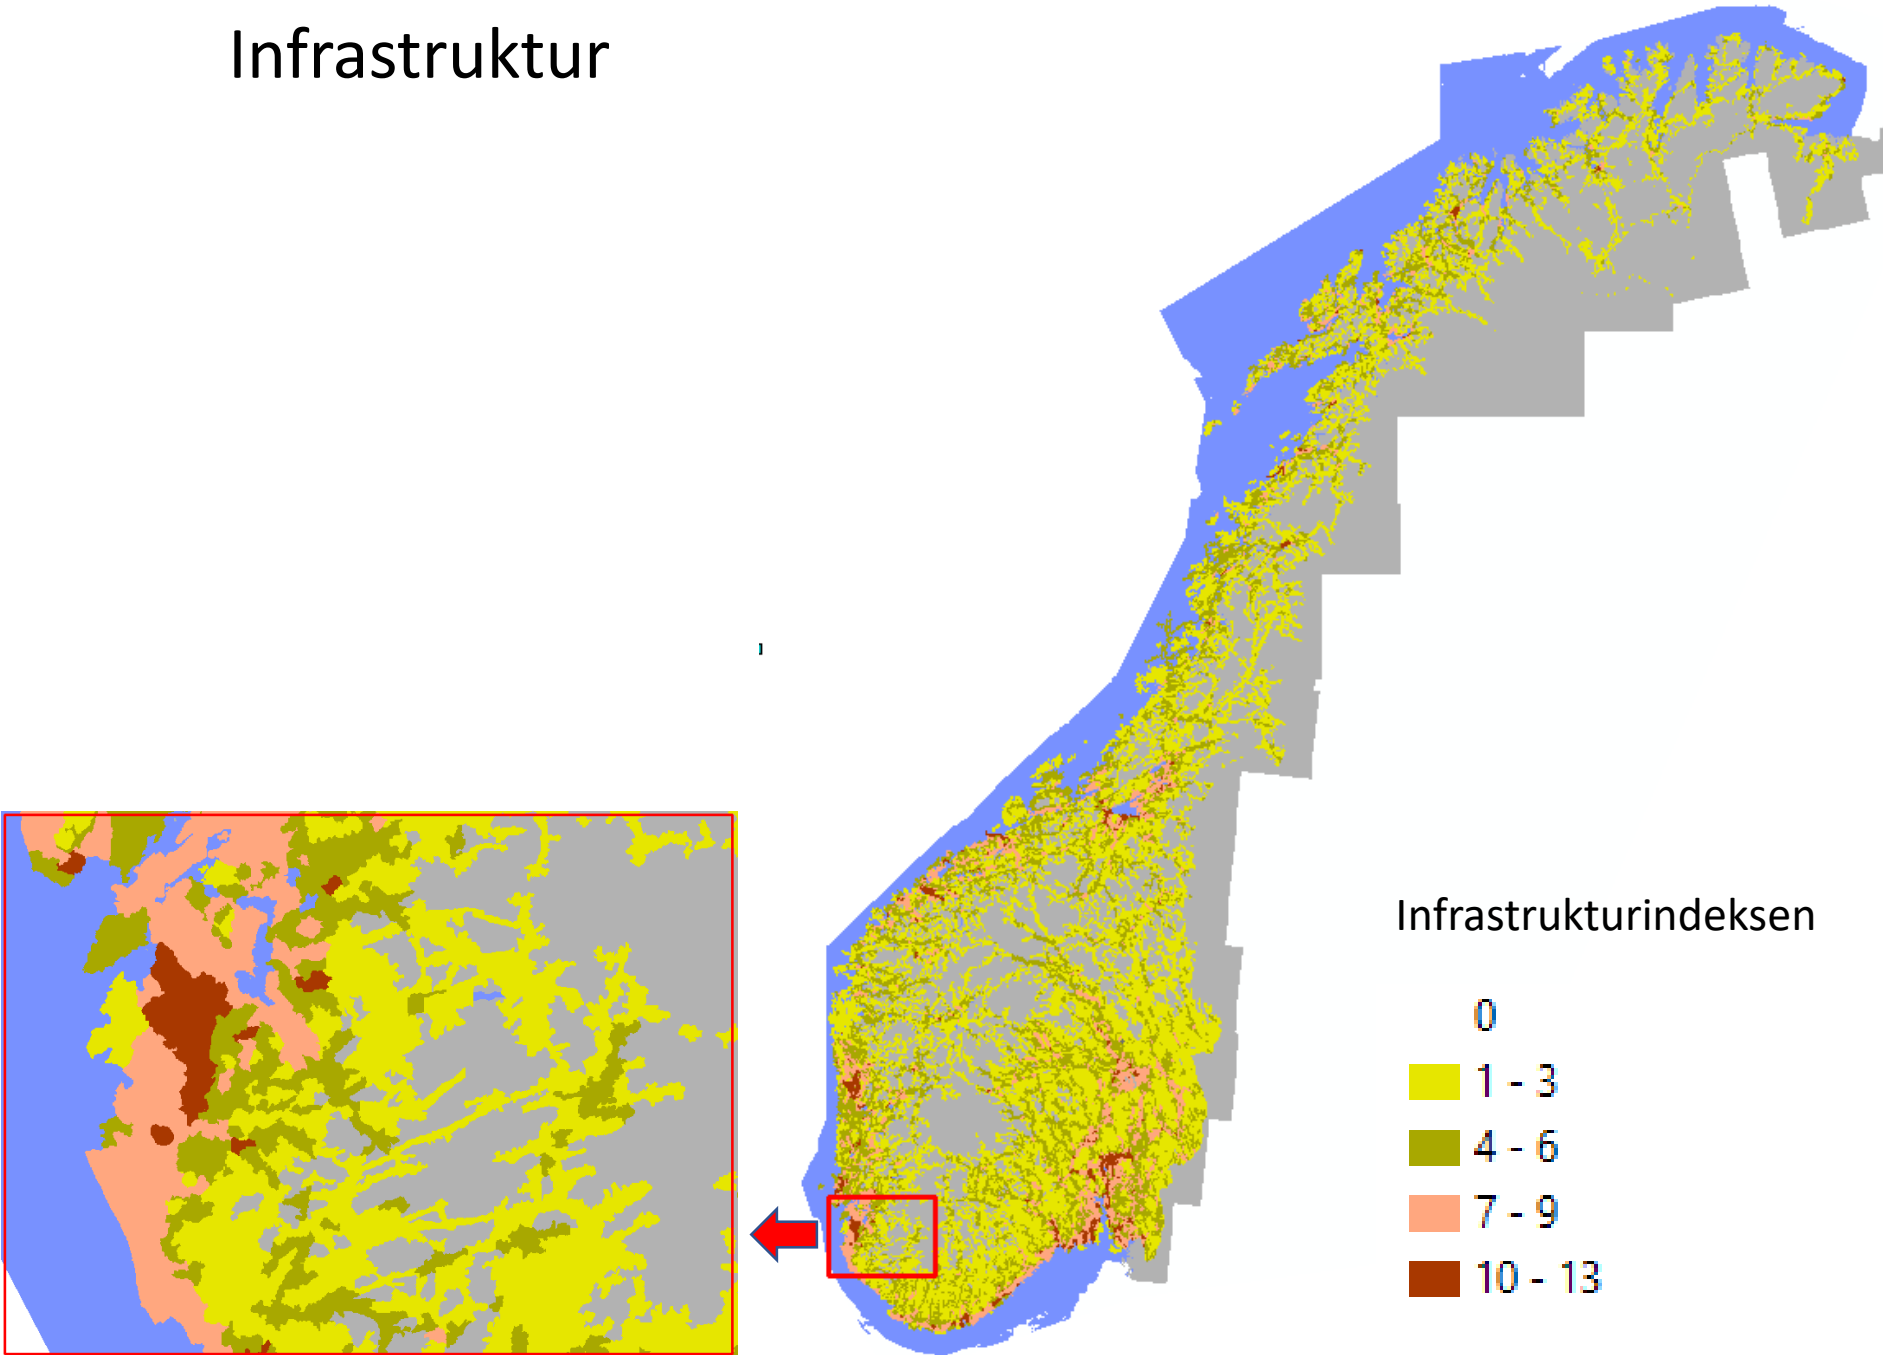 Infrastruktur
Infrastrukturindeksen
0
1 - 3
4 - 6
7 - 9
10 - 13